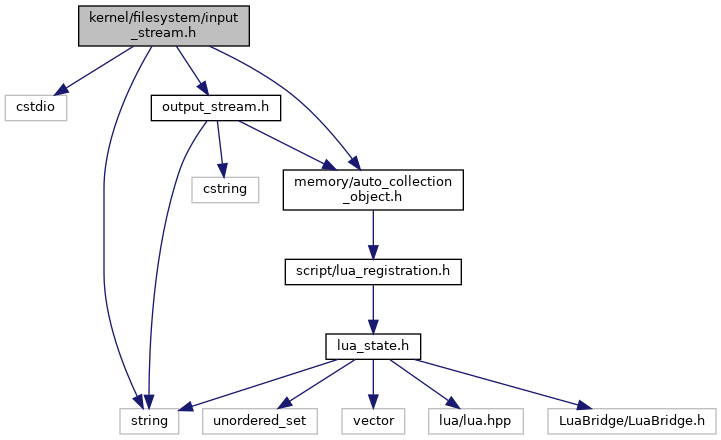 kernel/filesystem/input
_stream.h
cstdio
output_stream.h
cstring
memory/auto_collection
_object.h
script/lua_registration.h
lua_state.h
string
unordered_set
vector
lua/lua.hpp
LuaBridge/LuaBridge.h